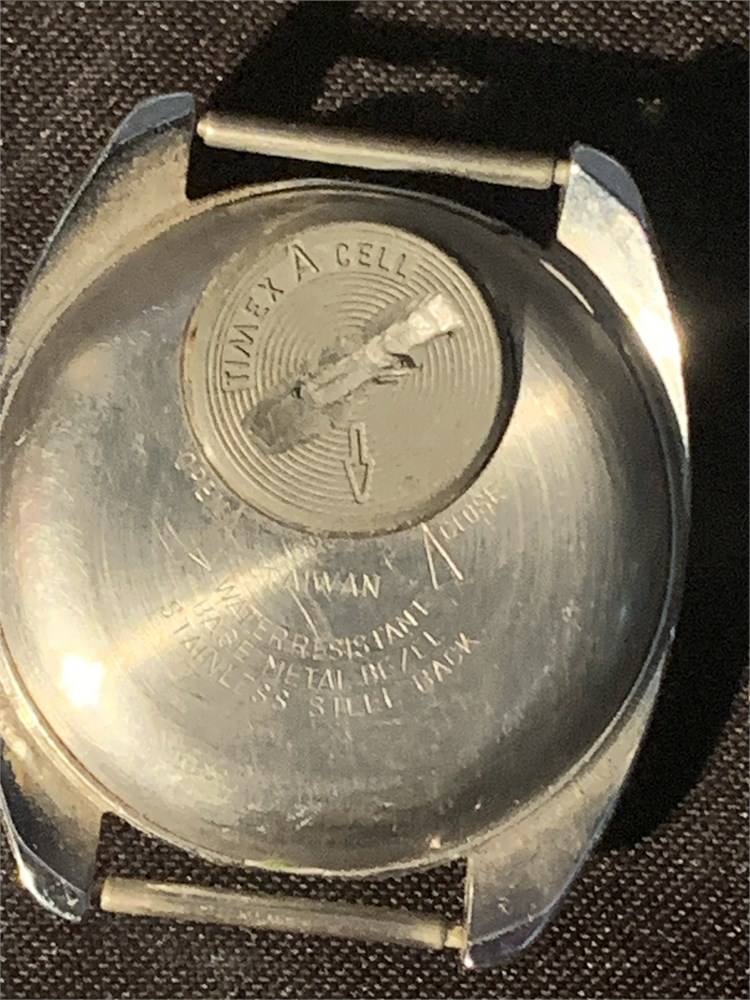 TIMEX A CELL
OPEN
CLOSE
TAIWAN
WATER RESISTANT
BASE METAL BEZEL
STAINLESS STEEL BACK